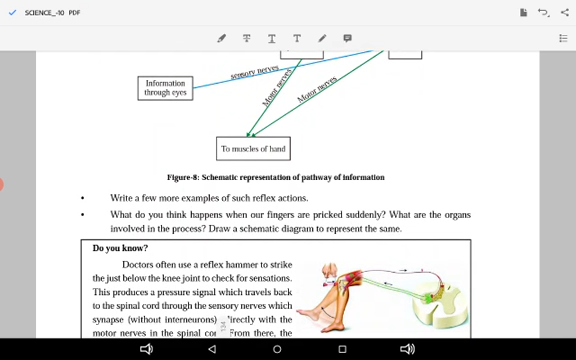 SCIENCE_-10 PDF
sensory nerves
Information
through eyes
Motor nerves
Motor nerves
To muscles of hand
Figure-8: Schematic representation of pathway of information
• Write a few more examples of such reflex actions.
• What do you think happens when our fingers are pricked suddenly? What are the organs
involved in the process? Draw a schematic diagram to represent the same.
Do you know?
Doctors often use a reflex hammer to strike
the just below the knee joint to check for sensations.
This produces a pressure signal which travels back
to the spinal cord through the sensory nerves which
synapse (without interneurons) directly with the
motor nerves in the spinal From there, the